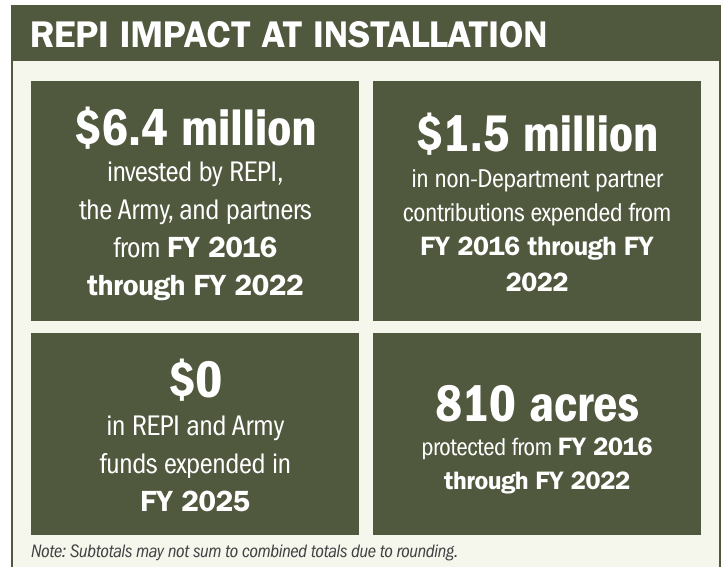 REPI IMPACT AT INSTALLATION
$6.4 million
invested by REPI,
the Army, and partners
from FY 2016
through FY 2022
$1.5 million
in non-Department partner
contributions expended from
FY 2016 through FY
2022
$0
in REPI and Army
funds expended in
FY 2025
810 acres
protected from FY 2016
through FY 2022
Note: Subtotals may not sum to combined totals due to rounding.